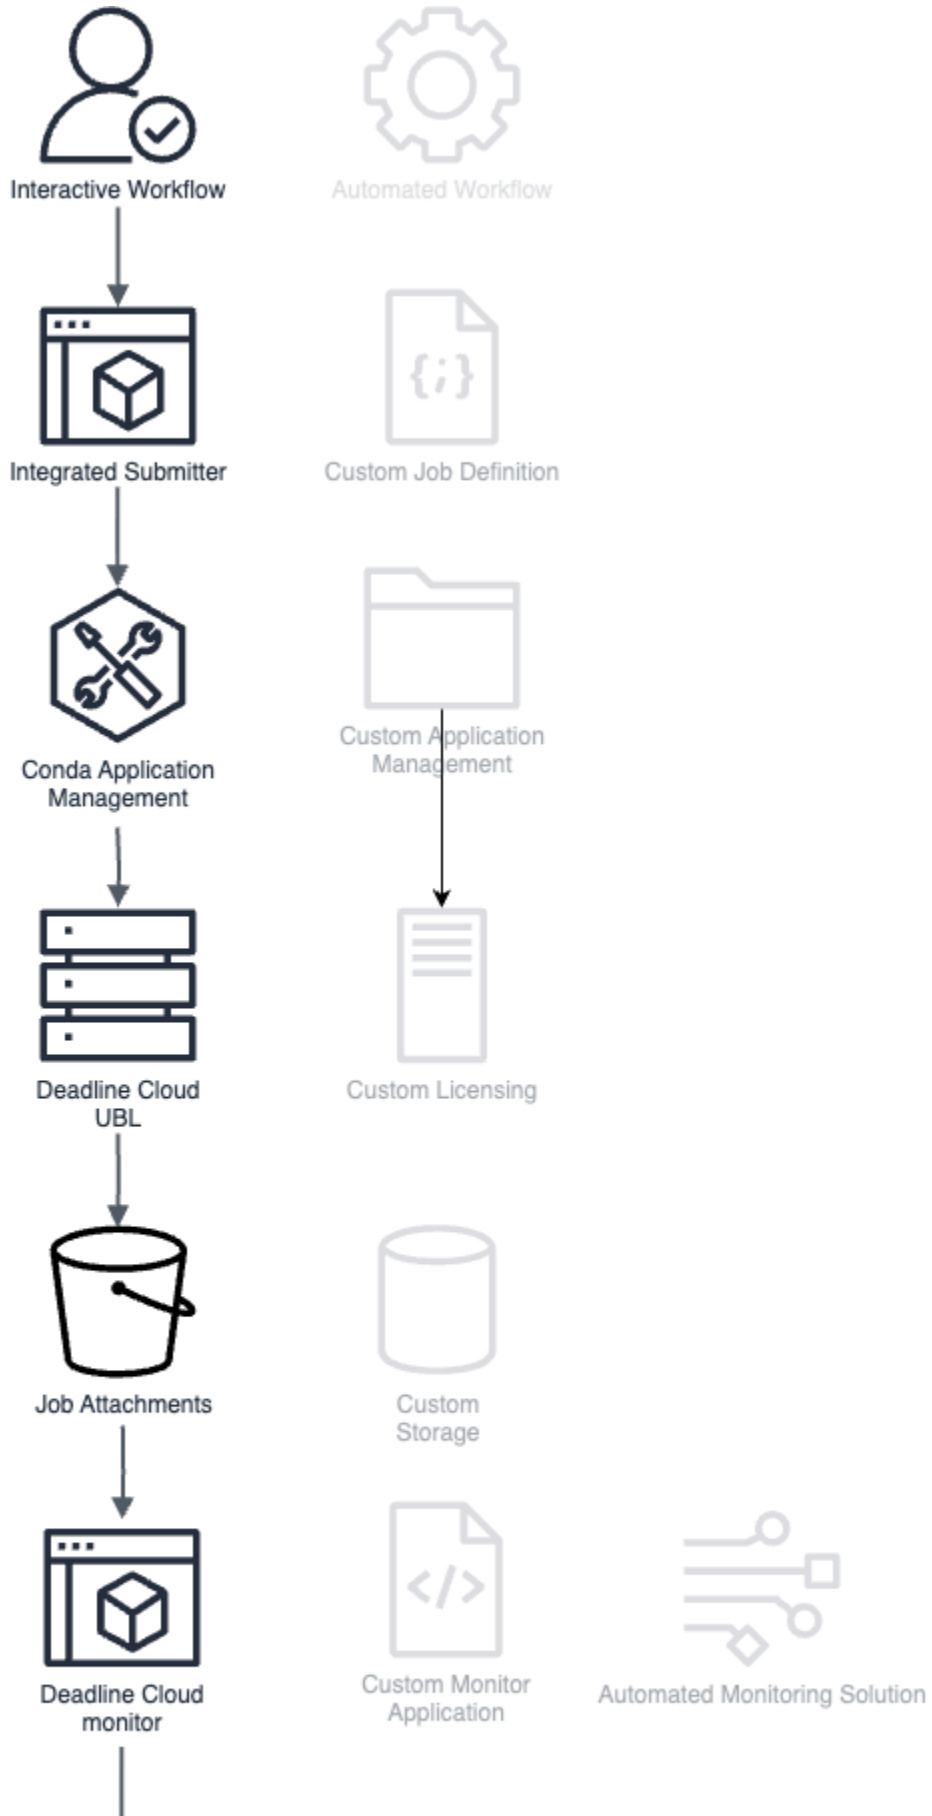 Interactive Workflow
Automated Workflow
Integrated Submitter
{;}
Custom Job Definition
Conda Application
Management
Custom Application
Management
Deadline Cloud
UBL
Custom Licensing
Job Attachments
Custom
Storage
Deadline Cloud
monitor
</>
Custom Monitor
Application
Automated Monitoring Solution